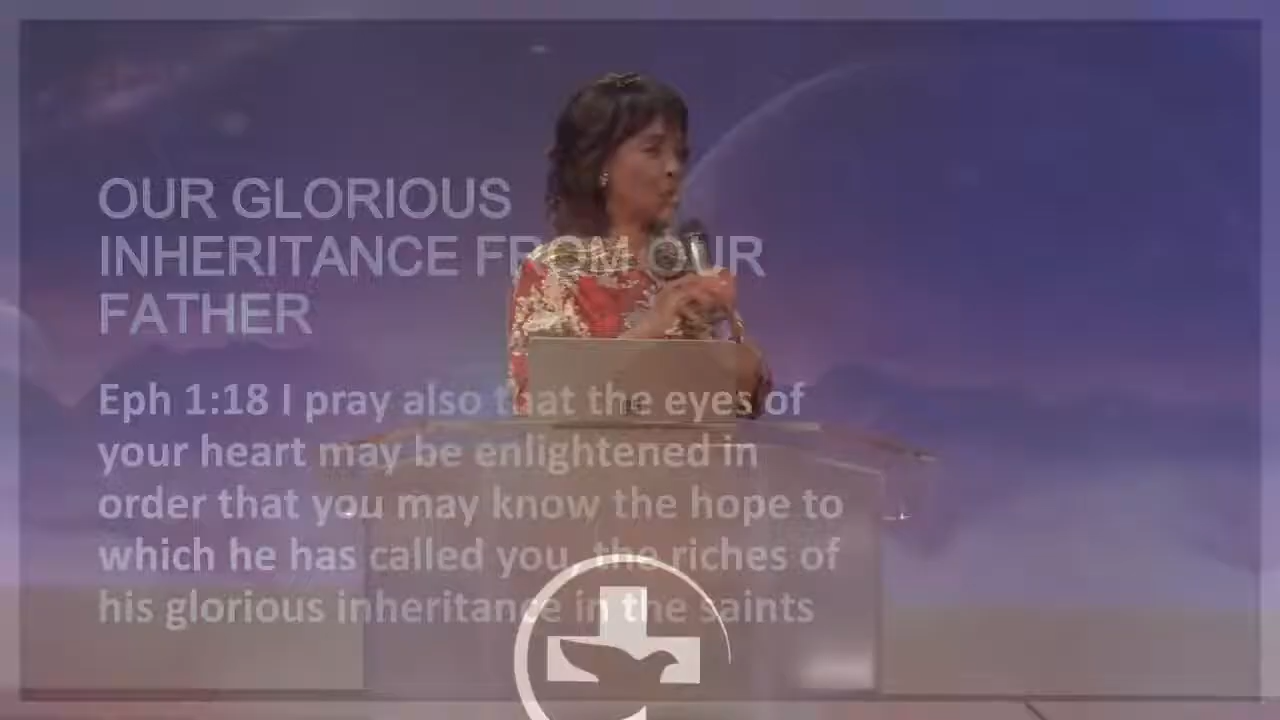 OUR GLORIOUS
INHERITANCE FROM OUR
FATHER
Eph 1:18 I pray also that the eyes of
your heart may be enlightened in
order that you may know the hope to
which he has called you, the riches of
his glorious inheritance in the saints